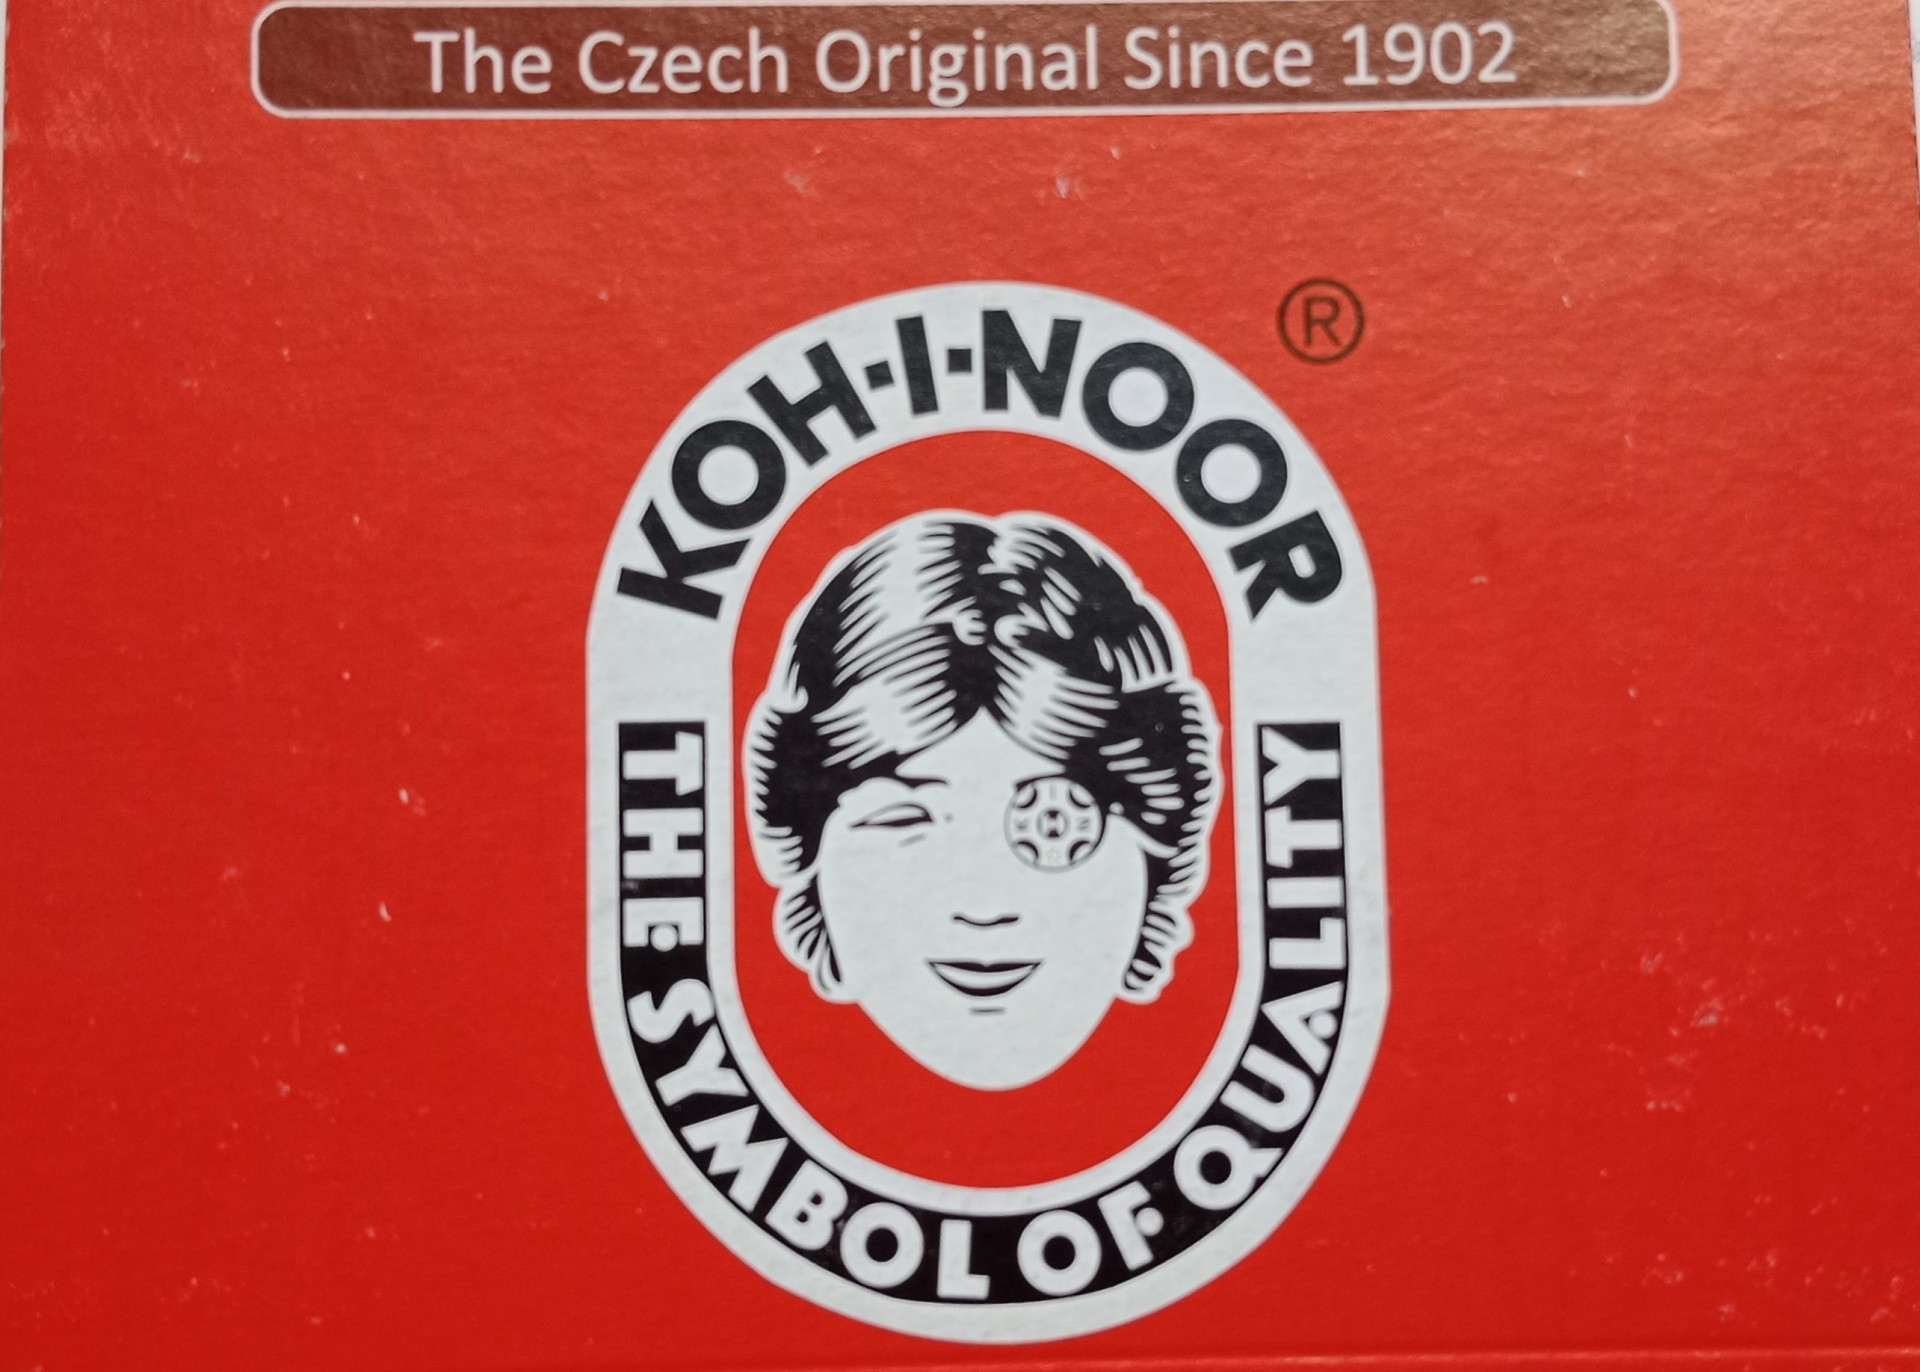 The Czech Original Since 1902
KOH·I·NOOR ®
THE SYMBOL OF QUALITY
K I N H